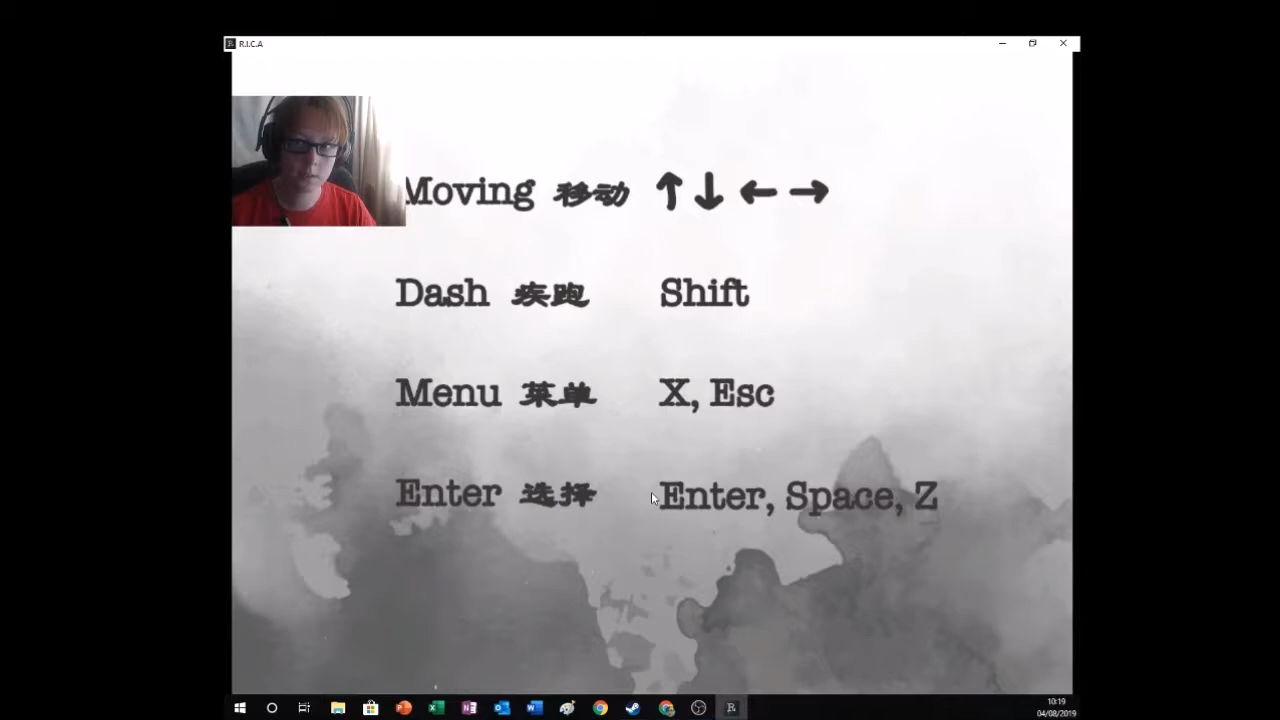 R.I.C.A
Moving 移动 ↑ ↓ ← →
Dash 疾跑 Shift
Menu 菜单 X, Esc
Enter 选择 Enter, Space, Z
10:19
04/08/2019